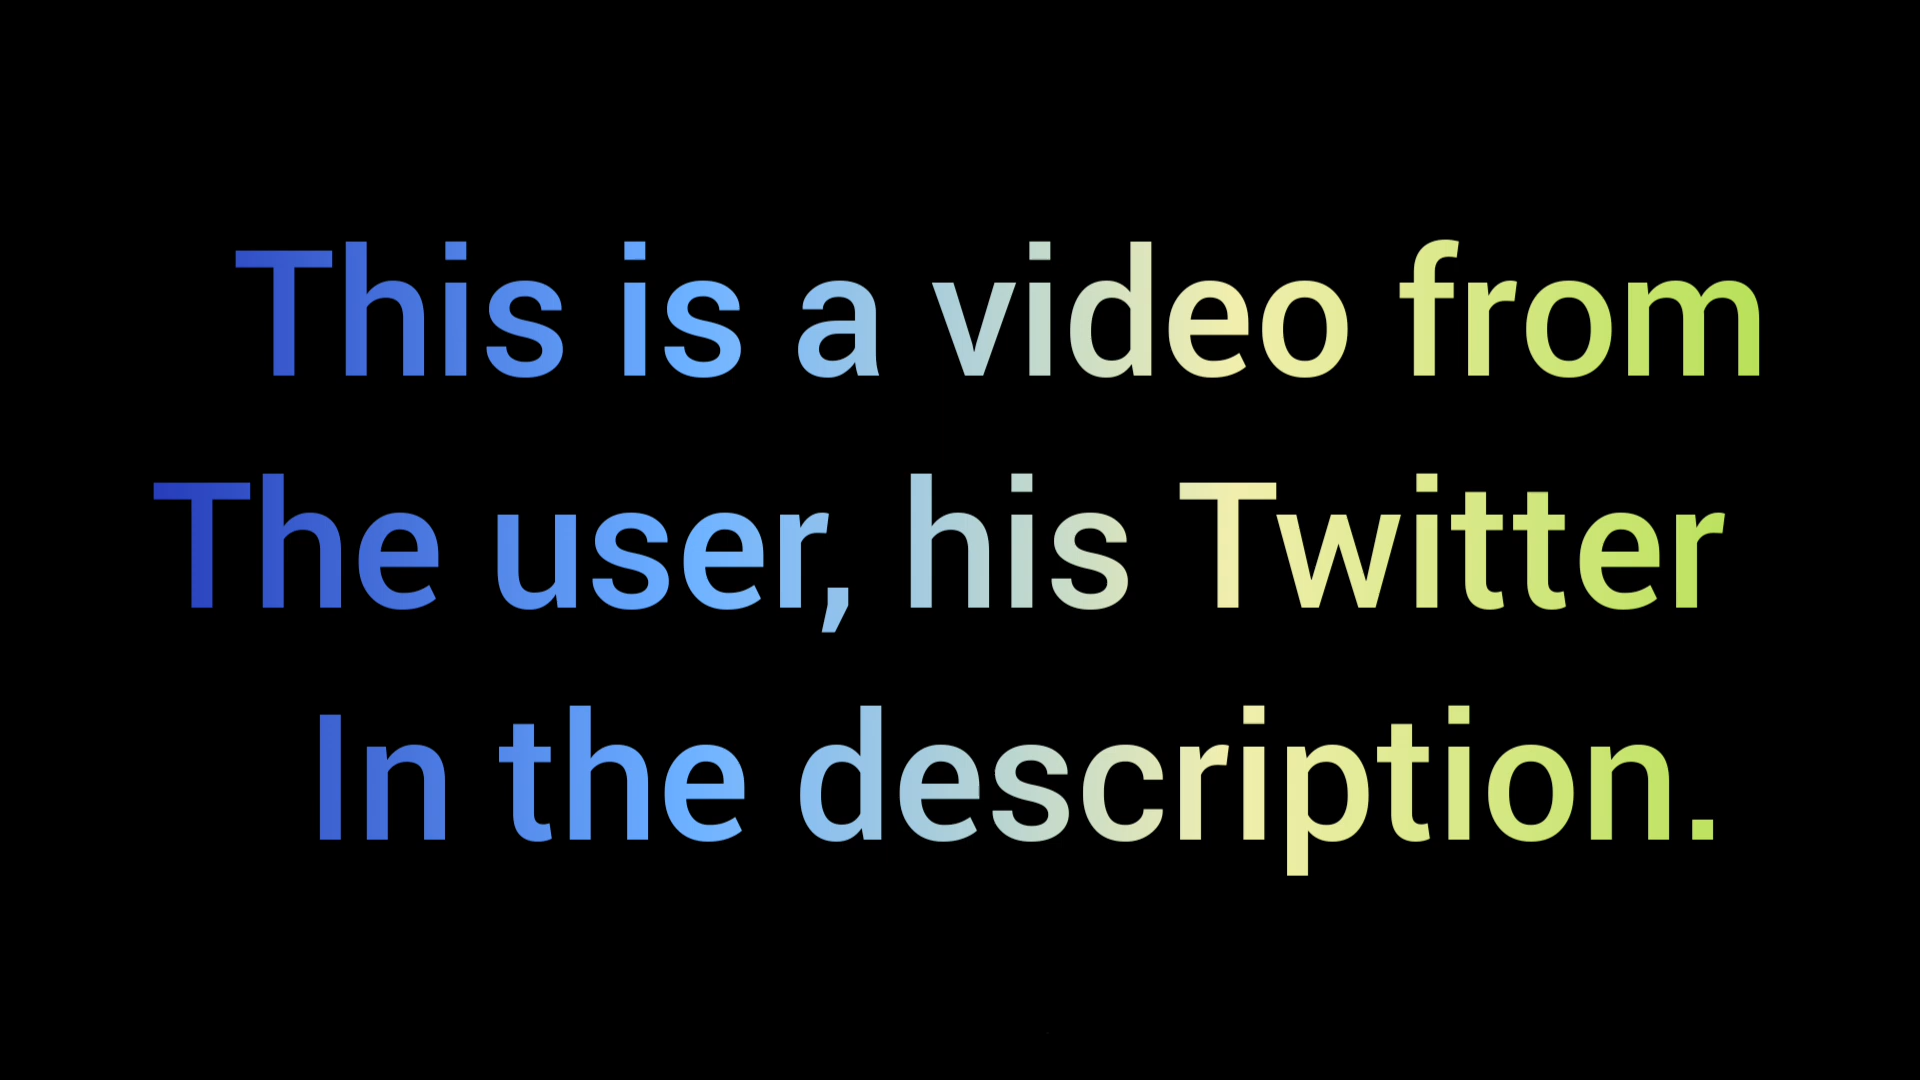 This is a video from
The user, his Twitter
In the description.